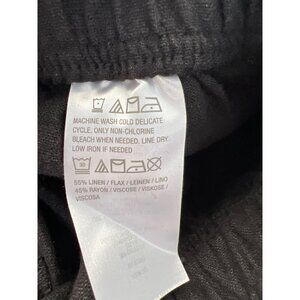 MACHINE WASH COLD DELICATE
CYCLE. ONLY NON-CHLORINE
BLEACH WHEN NEEDED. LINE DRY.
LOW IRON IF NEEDED
30
55% LINEN / FLAX / LEINEN / LINO
45% RAYON / VISCOSE / VISKOSE /
VISCOSA